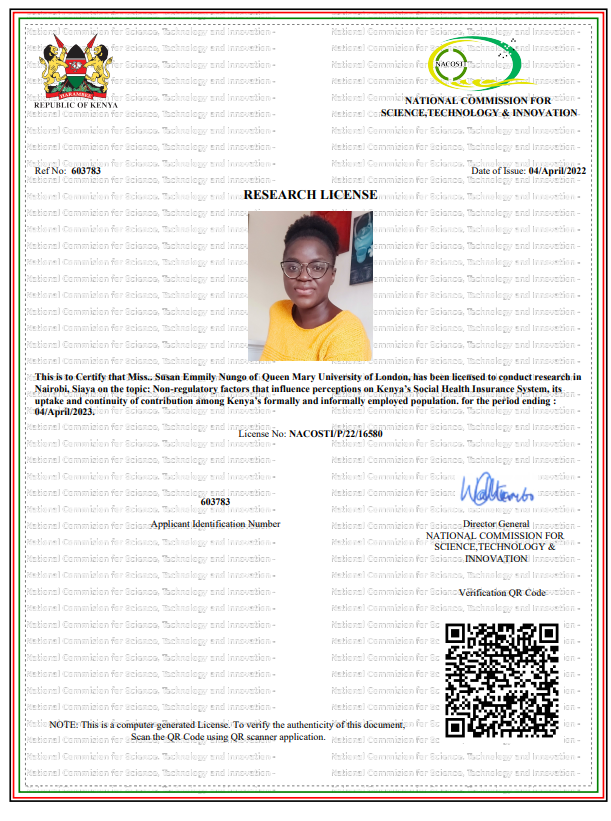 HARAMBEE
REPUBLIC OF KENYA
NACOSTI
NATIONAL COMMISSION FOR
SCIENCE,TECHNOLOGY & INNOVATION
Ref No: 603783
Date of Issue: 04/April/2022
RESEARCH LICENSE
This is to Certify that Miss.. Susan Emmily Nungo of Queen Mary University of London, has been licensed to conduct research in
Nairobi, Siaya on the topic: Non-regulatory factors that influence perceptions on Kenya's Social Health Insurance System, its
uptake and continuity of contribution among Kenya's formally and informally employed population. for the period ending :
04/April/2023.
License No: NACOSTI/P/22/16580
603783
Applicant Identification Number
Director General
NATIONAL COMMISSION FOR
SCIENCE,TECHNOLOGY &
INNOVATION
Verification QR Code
NOTE: This is a computer generated License. To verify the authenticity of this document,
Scan the QR Code using QR scanner application.